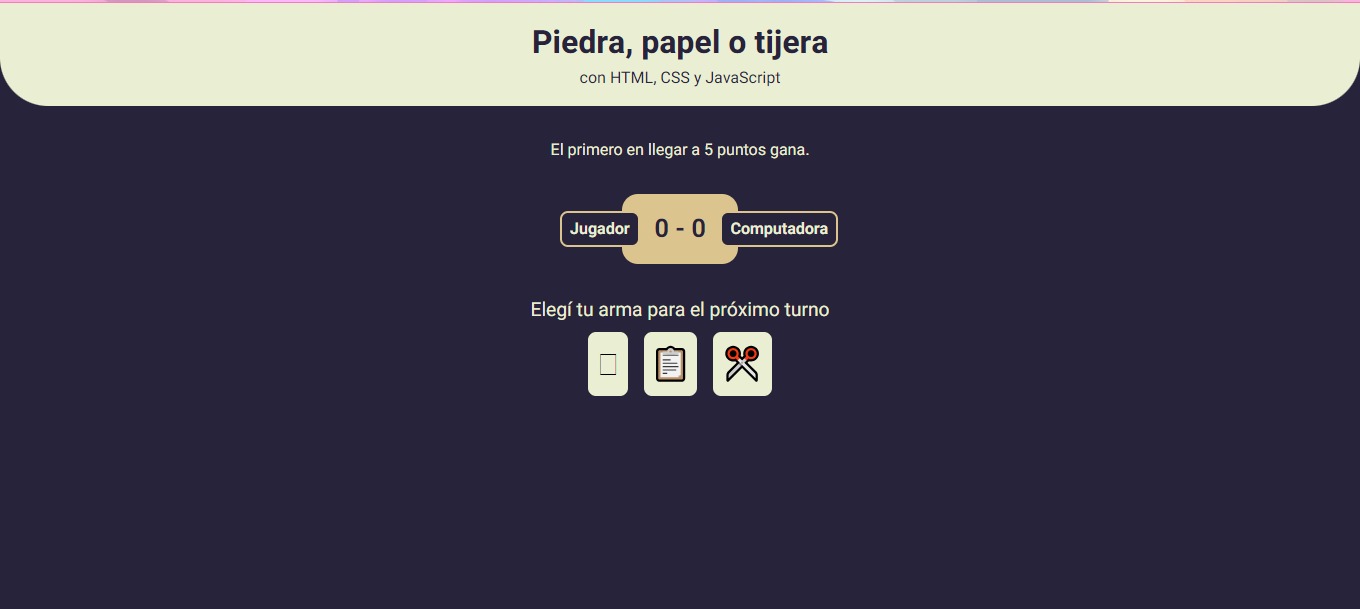 Piedra, papel o tijera
con HTML, CSS y JavaScript
El primero en llegar a 5 puntos gana.
Jugador 0 - 0 Computadora
Elegí tu arma para el próximo turno